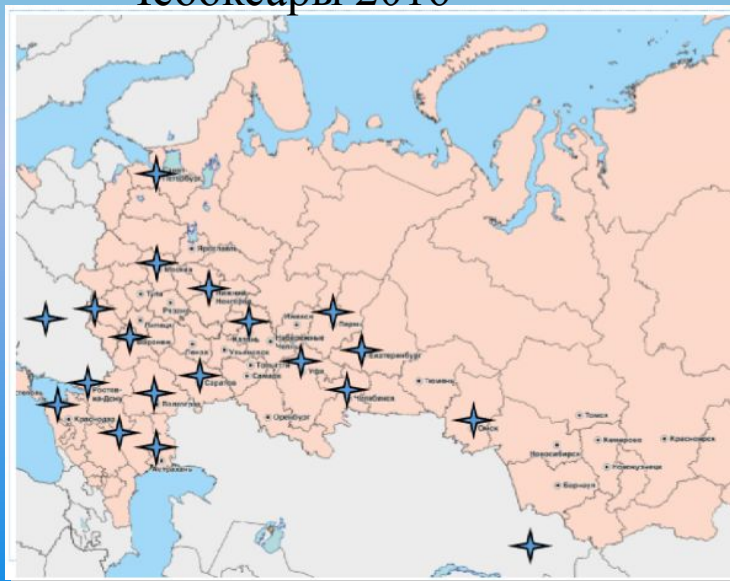 Чебоксары 2016
Санкт-
Петербург
Ярославль
Москва
Нижний
Новгород
Тула
Рязань
Ижевск
Пермь
Липецк
Казань
Набережные
Челны
Екатеринбург
Воронеж
Пенза
Ульяновск
Тольятти
Уфа
Самара
Саратов
Тюмень
Челябинск
Ростов-
на-Дону
Волгоград
Оренбург
Омск
Томск
Краснодар
Кемерово
Красноярск
Новосибирск
Новокузнецк
Астрахань
Барнаул